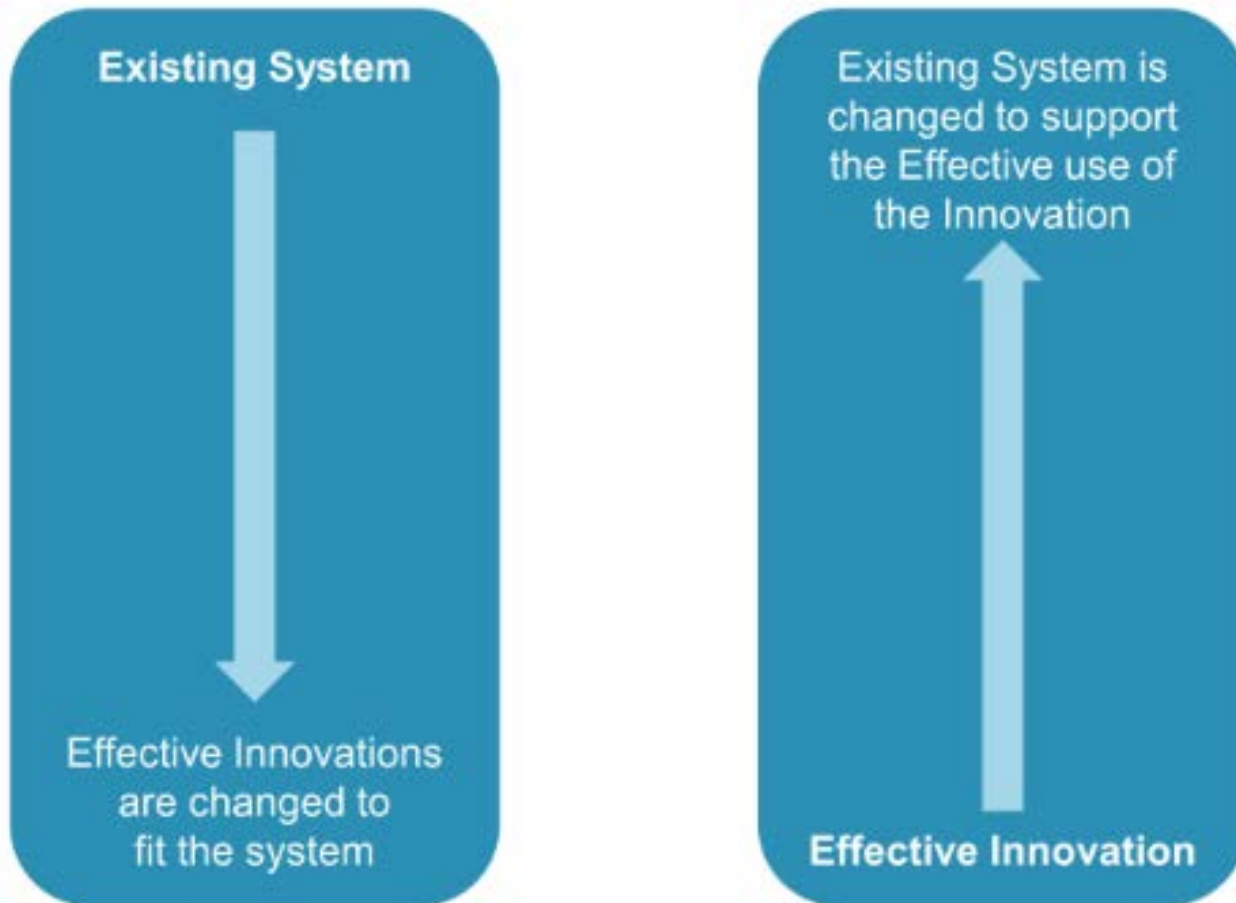 Existing System
Effective Innovations
are changed to
fit the system
Existing System is
changed to support
the Effective use of
the Innovation
Effective Innovation